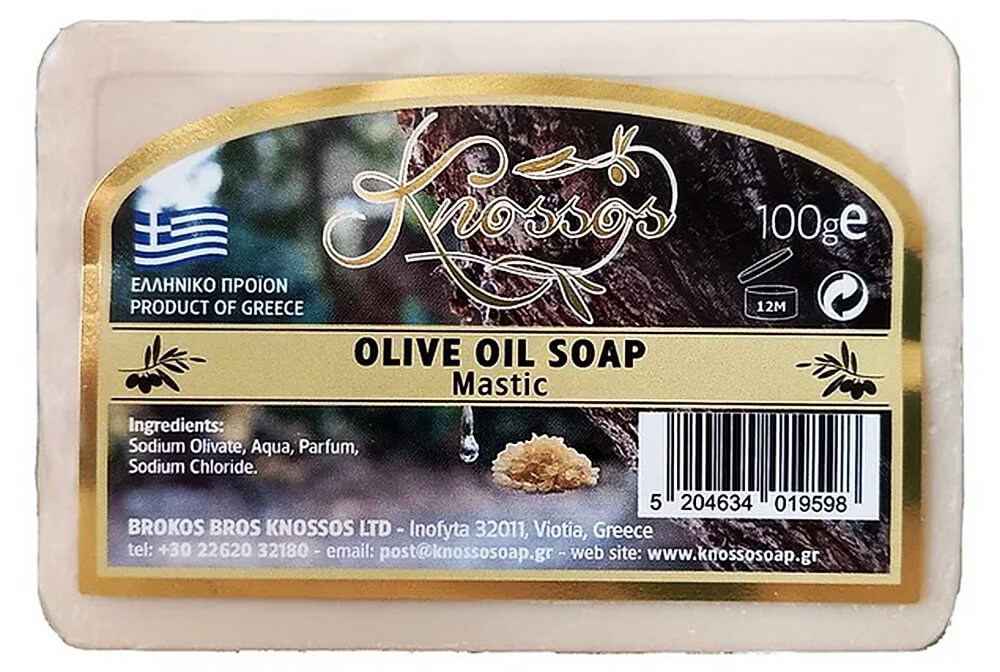 Knossos
100g e
12M
ΕΛΛΗΝΙΚΟ ΠΡΟΪΟΝ
PRODUCT OF GREECE
OLIVE OIL SOAP
Mastic
Ingredients:
Sodium Olivate, Aqua, Parfum,
Sodium Chloride.
5 204634 019598
BROKOS BROS KNOSSOS LTD - Inofyta 32011, Viotia, Greece
tel: +30 22620 32180 - email: post@knossosoap.gr - web site: www.knossosoap.gr